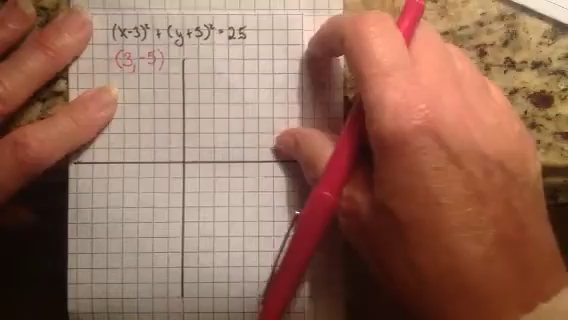 (x-3)² + (y+5)² = 25
(3, -5)